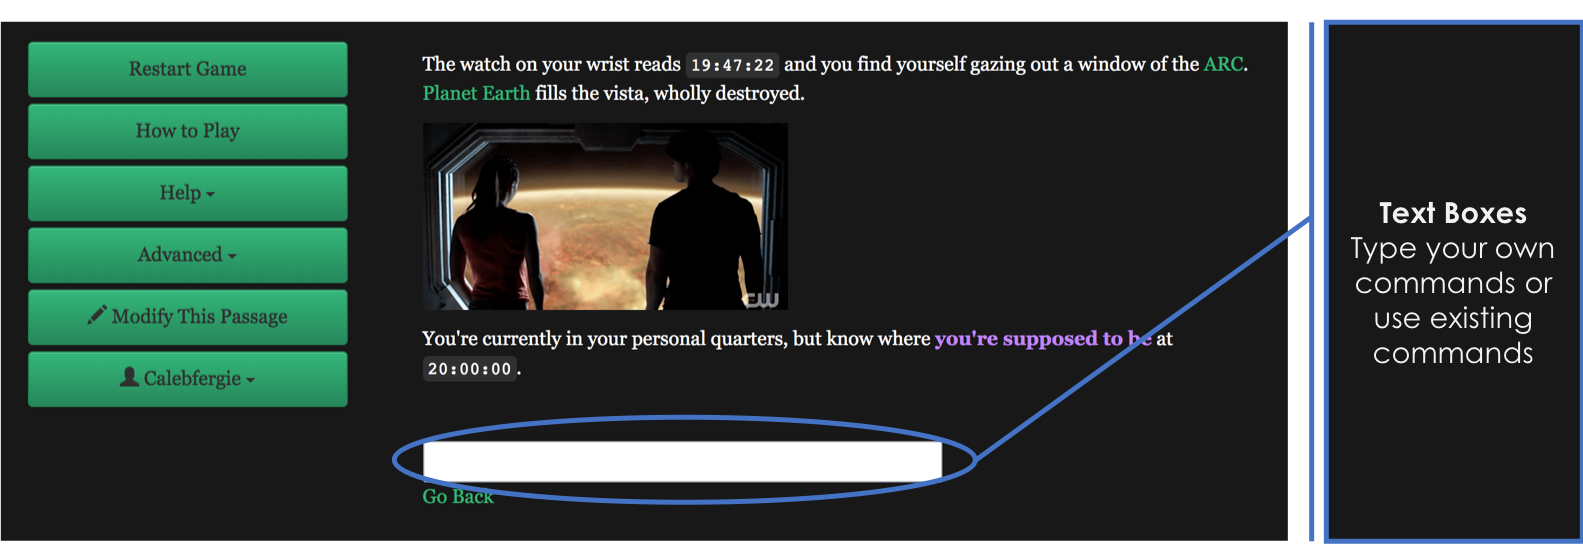 Restart Game
How to Play
Help
Advanced
Modify This Passage
Calebfergie
The watch on your wrist reads 19:47:22 and you find yourself gazing out a window of the ARC.
Planet Earth fills the vista, wholly destroyed.
CW
You're currently in your personal quarters, but know where you're supposed to be at
20:00:00.
Go Back
Text Boxes
Type your own
commands or
use existing
commands